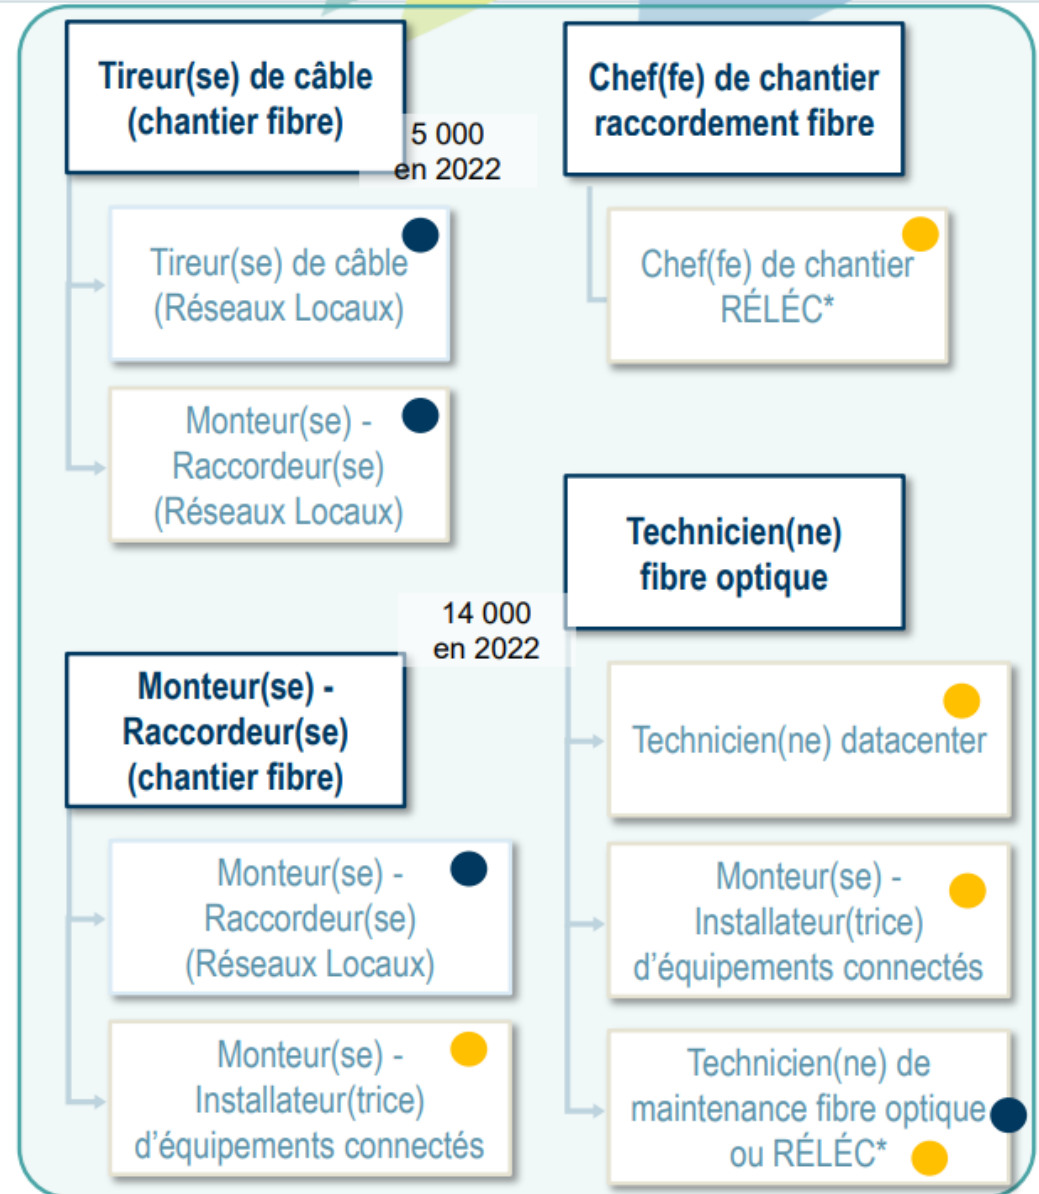 Tireur(se) de câble
(chantier fibre)
5 000
en 2022
Tireur(se) de câble
(Réseaux Locaux)
Monteur(se) -
Raccordeur(se)
(Réseaux Locaux)
Chef(fe) de chantier
raccordement fibre
Chef(fe) de chantier
RÉLÉC*
14 000
en 2022
Monteur(se) -
Raccordeur(se)
(chantier fibre)
Monteur(se) -
Raccordeur(se)
(Réseaux Locaux)
Monteur(se) -
Installateur(trice)
d’équipements connectés
Technicien(ne)
fibre optique
Technicien(ne) datacenter
Monteur(se) -
Installateur(trice)
d’équipements connectés
Technicien(ne) de
maintenance fibre optique
ou RÉLÉC*